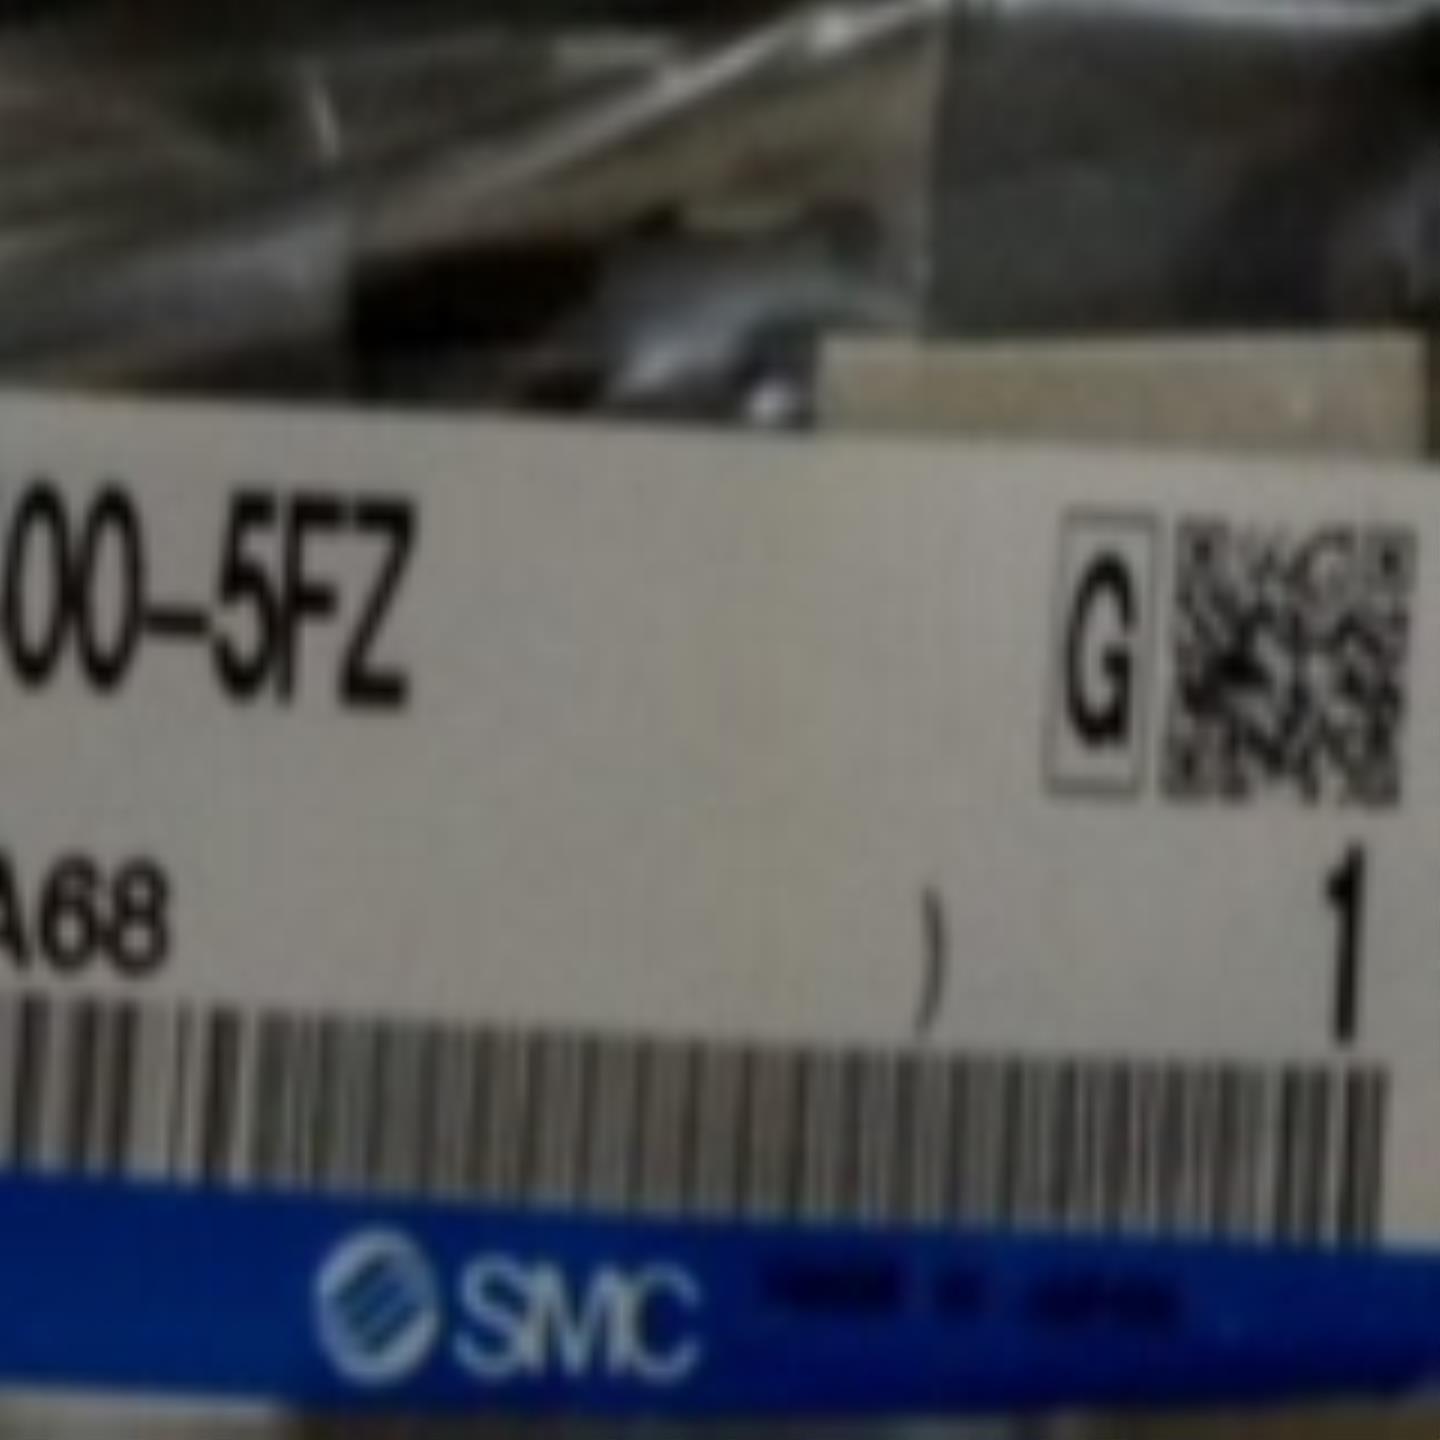 00-5FZ
G
A68 ) 1
SMC